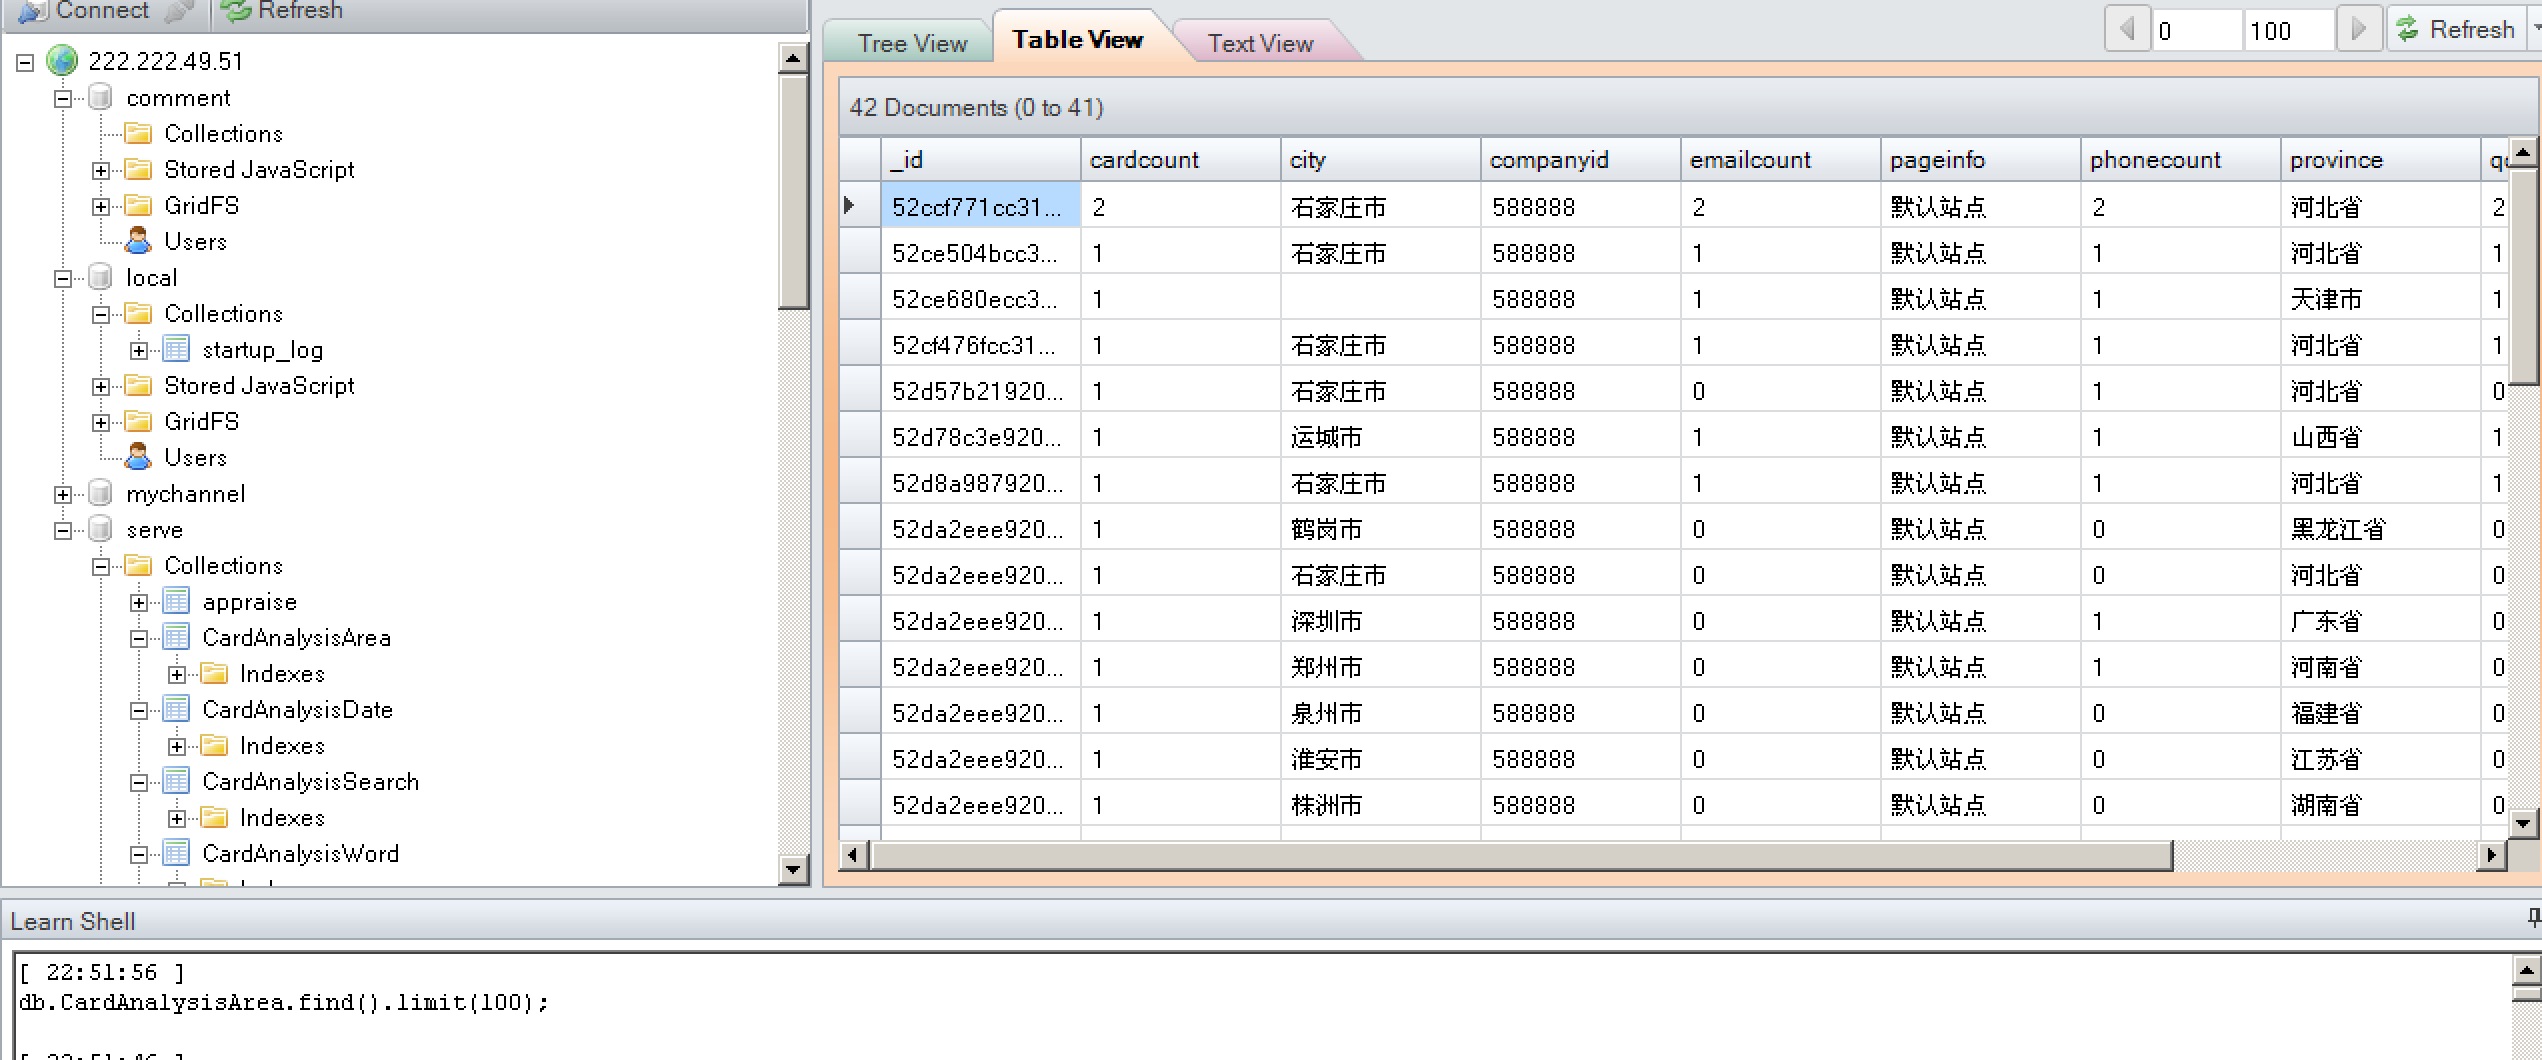 Connect Refresh
222.222.49.51
comment
Collections
Stored JavaScript
GridFS
Users
local
Collections
startup_log
Stored JavaScript
GridFS
Users
mychannel
serve
Collections
appraise
CardAnalysisArea
Indexes
CardAnalysisDate
Indexes
CardAnalysisSearch
Indexes
CardAnalysisWord
Tree View Table View Text View 0 100 Refresh
42 Documents (0 to 41)
_id cardcount city companyid emailcount pageinfo phonecount province
52ccf771cc31... 2 石家庄市 588888 2 默认站点 2 河北省 2
52ce504bcc3... 1 石家庄市 588888 1 默认站点 1 河北省 1
52ce680ecc3... 1 588888 1 默认站点 1 天津市 1
52cf476fcc31... 1 石家庄市 588888 1 默认站点 1 河北省 1
52d57b21920... 1 石家庄市 588888 0 默认站点 1 河北省 0
52d78c3e920... 1 运城市 588888 1 默认站点 1 山西省 1
52d8a987920... 1 石家庄市 588888 1 默认站点 1 河北省 1
52da2eee920... 1 鹤岗市 588888 0 默认站点 0 黑龙江省 0
52da2eee920... 1 石家庄市 588888 0 默认站点 0 河北省 0
52da2eee920... 1 深圳市 588888 0 默认站点 1 广东省 0
52da2eee920... 1 郑州市 588888 0 默认站点 1 河南省 0
52da2eee920... 1 泉州市 588888 0 默认站点 0 福建省 0
52da2eee920... 1 淮安市 588888 0 默认站点 0 江苏省 0
52da2eee920... 1 株洲市 588888 0 默认站点 0 湖南省 0
Learn Shell
[ 22:51:56 ]
db.CardAnalysisArea.find().limit(100);